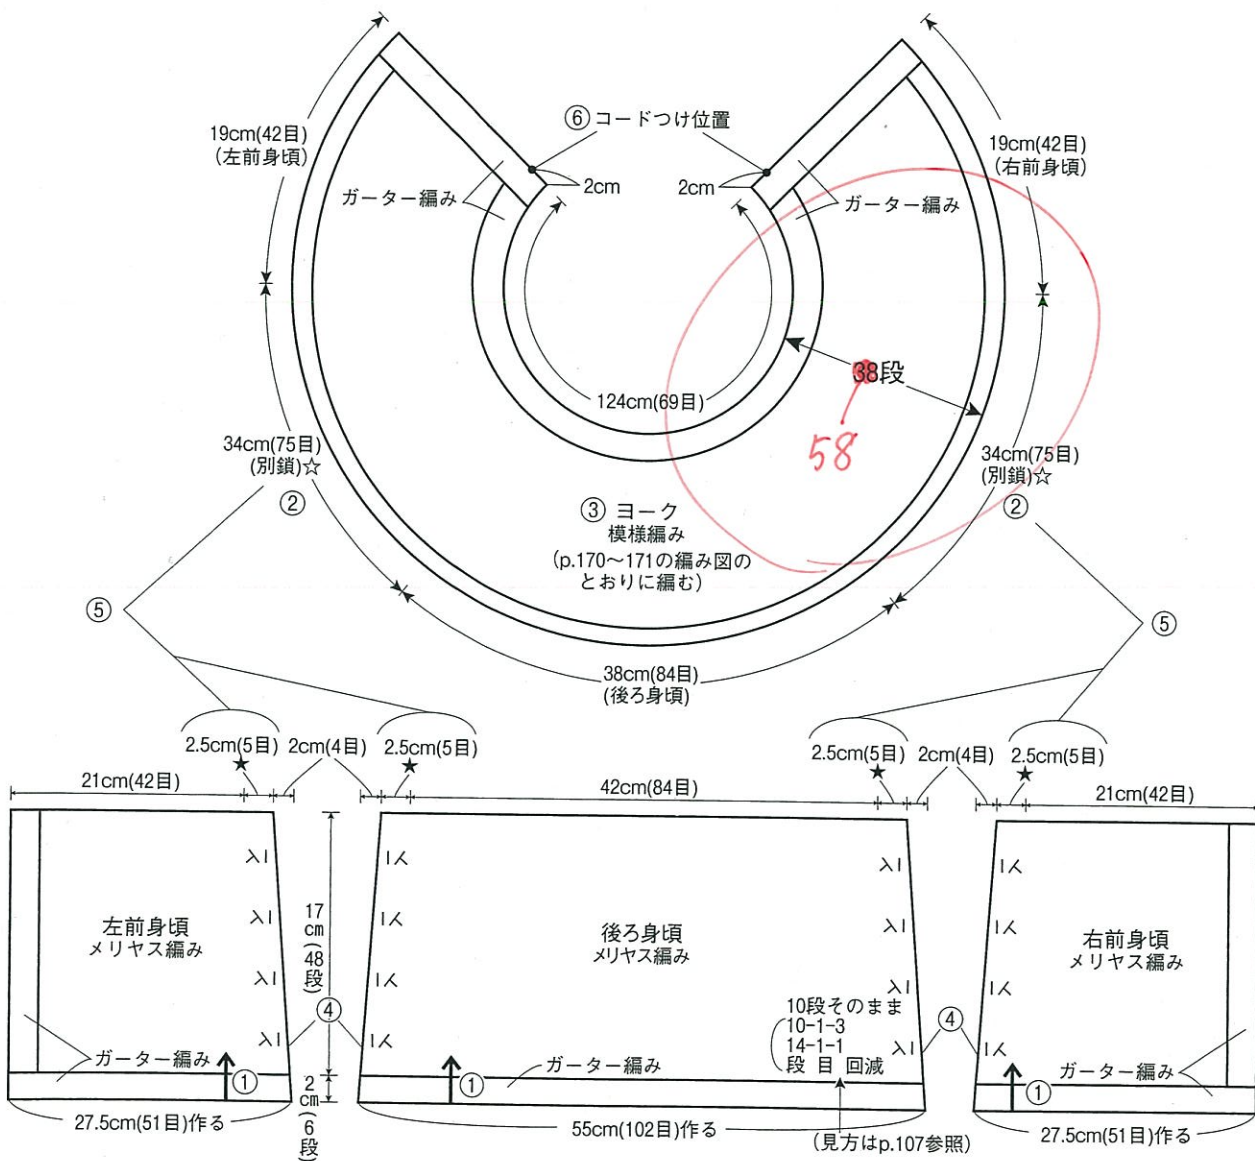 ⑥コードつけ位置
19cm(42目)
(左前身頃)
19cm(42目)
(右前身頃)
2cm
2cm
ガーター編み
ガーター編み
38段
58
124cm(69目)
34cm(75目)
(別鎖)☆
②
34cm(75目)
(別鎖)☆
②
③ ヨーク
模様編み
(p.170〜171の編み図の
とおりに編む)
⑤
⑤
38cm(84目)
(後ろ身頃)
2.5cm(5目)
★
2cm(4目)
2.5cm(5目)
★
2.5cm(5目)
★
2cm(4目)
2.5cm(5目)
★
21cm(42目)
42cm(84目)
21cm(42目)
左前身頃
メリヤス編み
17cm(48段)
後ろ身頃
メリヤス編み
右前身頃
メリヤス編み
④
10段そのまま
10-1-3
14-1-1
段 目 回減
④
ガーター編み
①
2cm(6段)
①
ガーター編み
①
ガーター編み
27.5cm(51目)作る
55cm(102目)作る
(見方はp.107参照)
27.5cm(51目)作る